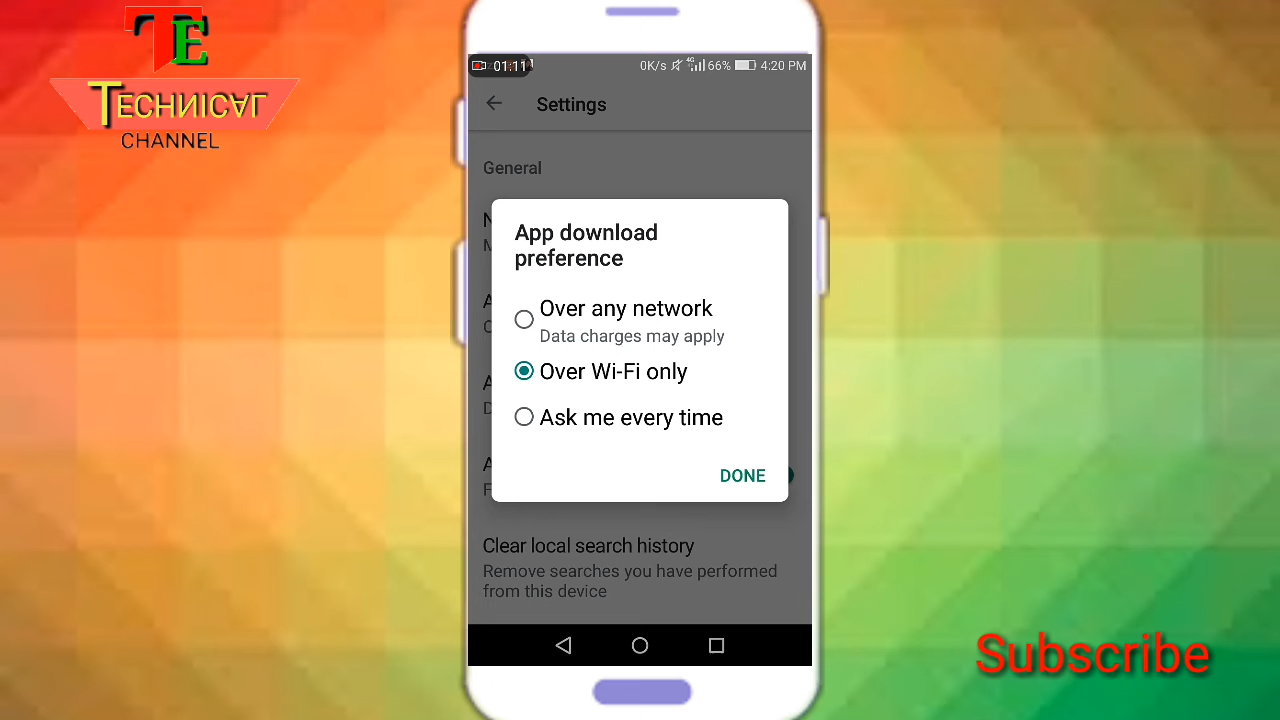 TE
TECHNICAL
CHANNEL
01:11
0K/s 4G 66% 4:20 PM
Settings
General
App download
preference
Over any network
Data charges may apply
Over Wi-Fi only
Ask me every time
DONE
Clear local search history
Remove searches you have performed
from this device
Subscribe